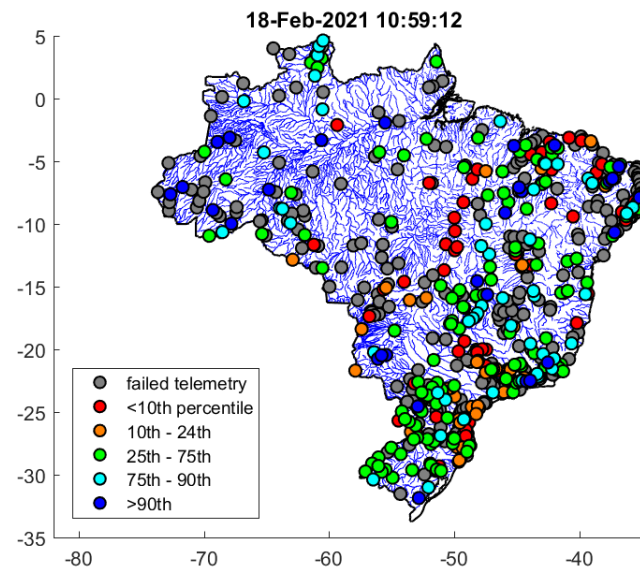 18-Feb-2021 10:59:12
5
0
-5
-10
-15
-20
-25
-30
-35
failed telemetry
<10th percentile
10th - 24th
25th - 75th
75th - 90th
>90th
-80 -70 -60 -50 -40